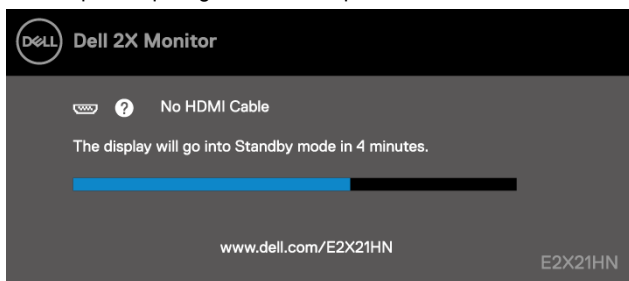 DELL Dell 2X Monitor
? No HDMI Cable
The display will go into Standby mode in 4 minutes.
www.dell.com/E2X21HN
E2X21HN